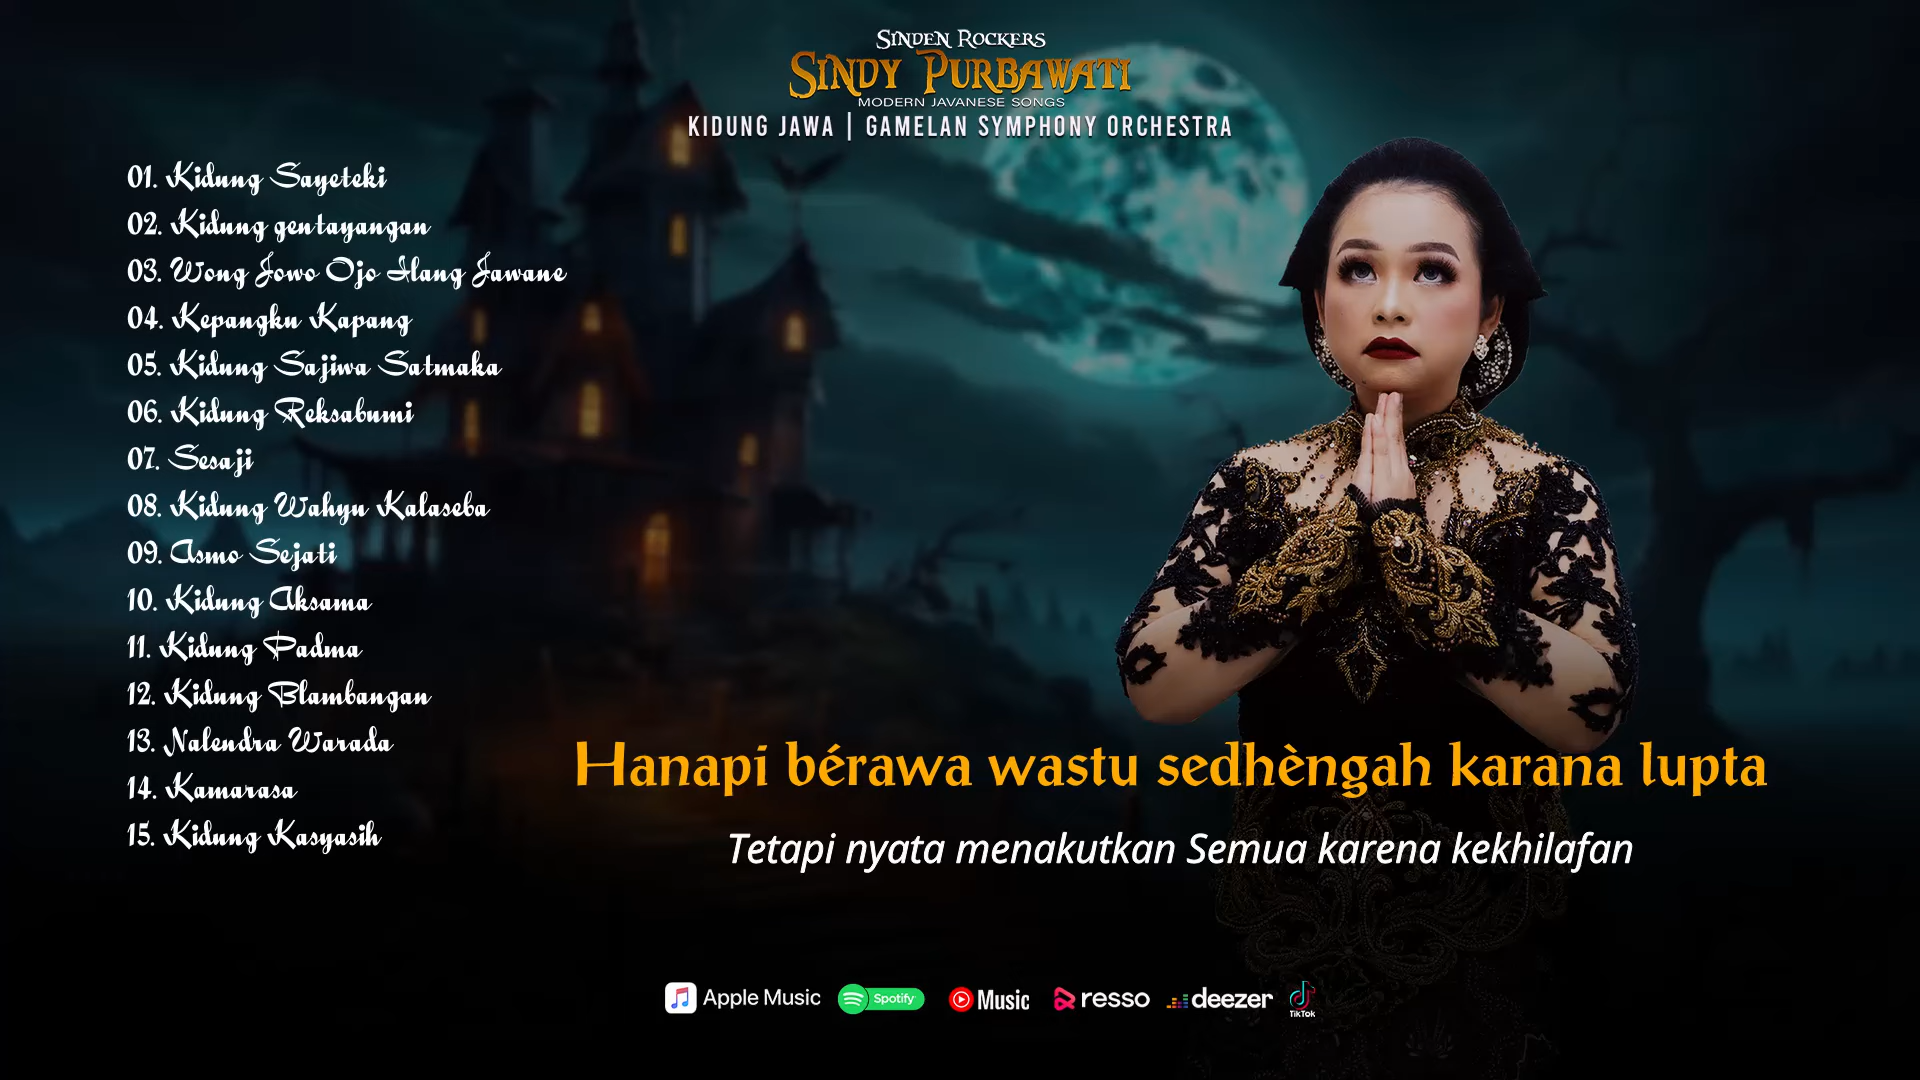 SINDEN ROCKERS
SINDY PURBAWATI
MODERN JAVANESE SONGS
KIDUNG JAWA | GAMELAN SYMPHONY ORCHESTRA
01. Kidung Sayeteki
02. Kidung gentayangan
03. Wong Jowo Ojo Ilang Jawane
04. Kepangku Kapang
05. Kidung Sajiwa Satmaka
06. Kidung Reksabumi
07. Sesaji
08. Kidung Wahyu Kalaseba
09. Asmo Sejati
10. Kidung Aksama
11. Kidung Padma
12. Kidung Blambangan
13. Nalendra Warada
14. Kamarasa
15. Kidung Kasyasih
Hanapi bérawa wastu sedhèngah karana lupta
Tetapi nyata menakutkan Semua karena kekhilafan
Apple Music Spotify Music resso deezer TikTok